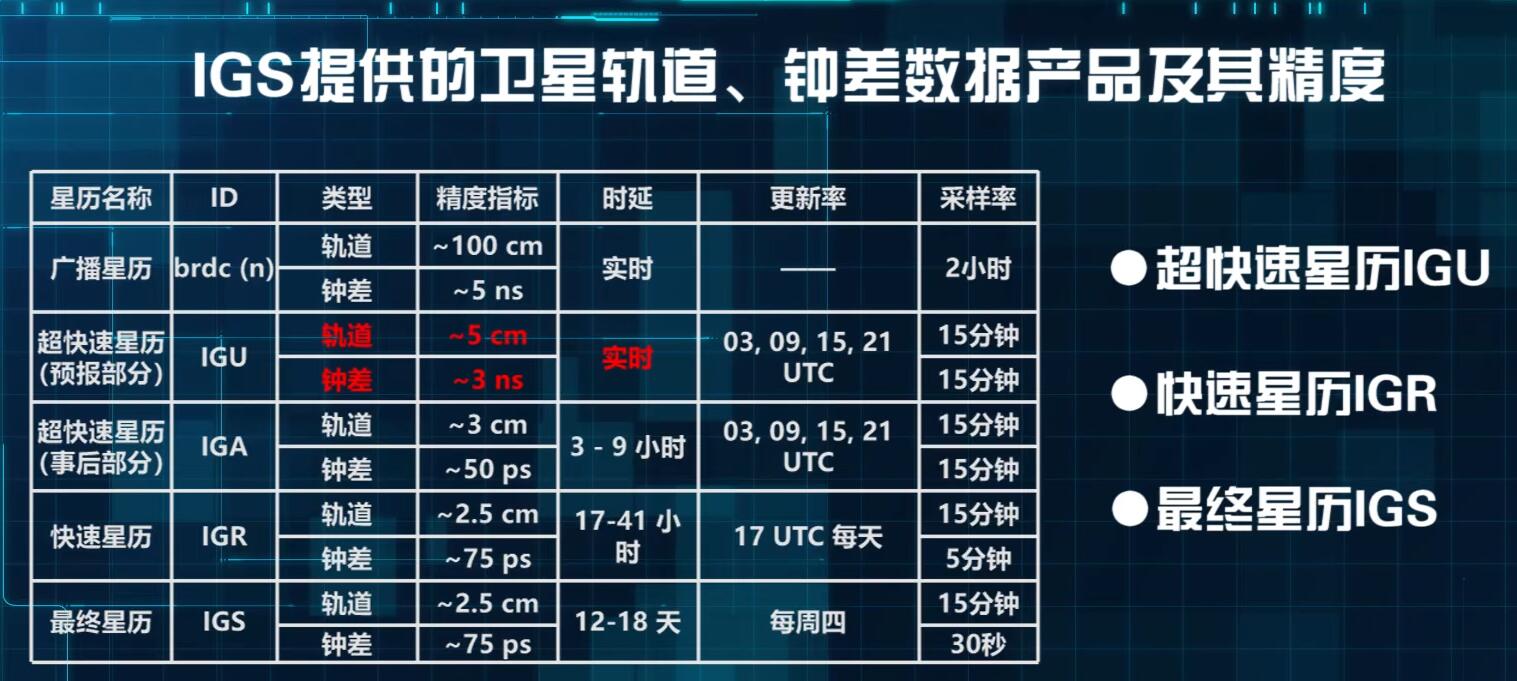 IGS提供的卫星轨道、钟差数据产品及其精度
星历名称 ID 类型 精度指标 时延 更新率 采样率
广播星历 brdc (n) 轨道 ~100 cm 实时 —— 2小时
钟差 ~5 ns
超快速星历
(预报部分) IGU 轨道 ~5 cm 实时 03, 09, 15, 21
UTC 15分钟
钟差 ~3 ns 15分钟
超快速星历
(事后部分) IGA 轨道 ~3 cm 3 - 9 小时 03, 09, 15, 21
UTC 15分钟
钟差 ~50 ps 15分钟
快速星历 IGR 轨道 ~2.5 cm 17-41 小
时 17 UTC 每天 15分钟
钟差 ~75 ps 5分钟
最终星历 IGS 轨道 ~2.5 cm 12-18 天 每周四 15分钟
钟差 ~75 ps 30秒
●超快速星历IGU
●快速星历IGR
●最终星历IGS